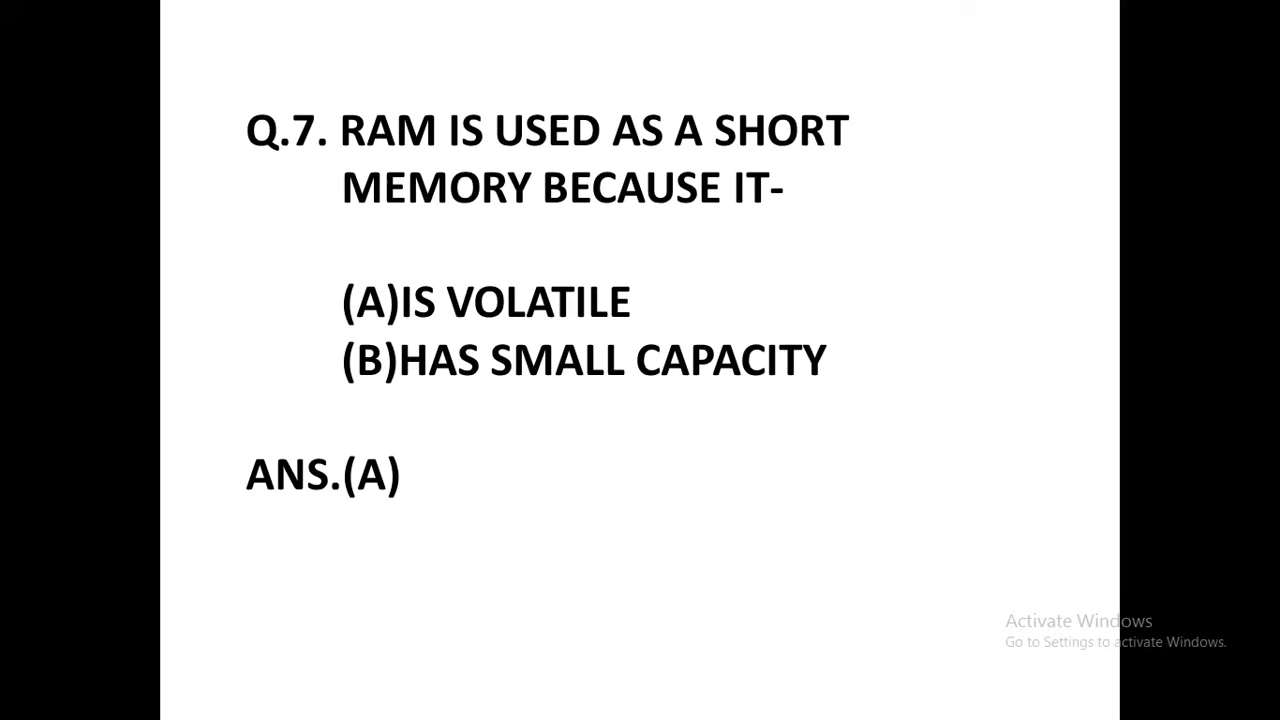 Q.7. RAM IS USED AS A SHORT
MEMORY BECAUSE IT-
(A)IS VOLATILE
(B)HAS SMALL CAPACITY
ANS.(A)
Activate Windows
Go to Settings to activate Windows.